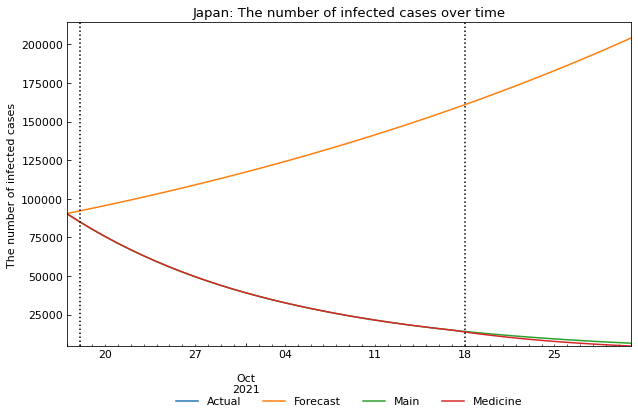 Japan: The number of infected cases over time
The number of infected cases
200000
175000
150000
125000
100000
75000
50000
25000
20 27 04 11 18 25
Oct
2021
Actual Forecast Main Medicine